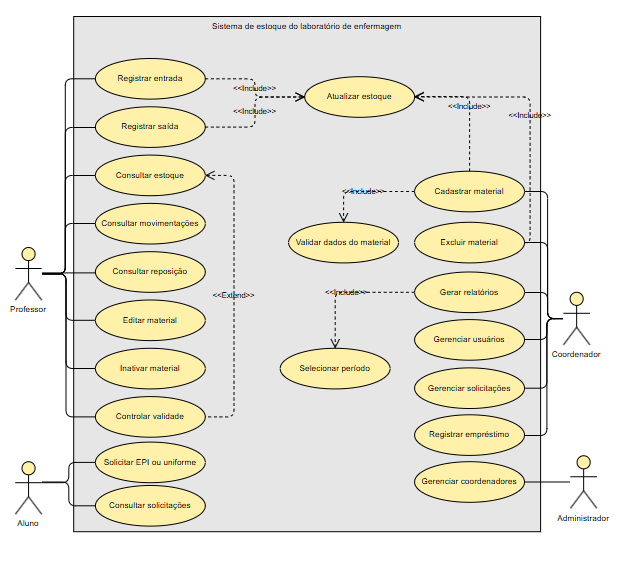 Sistema de estoque do laboratório de enfermagem
Registrar entrada
<<Include>>
Atualizar estoque
<<Include>>
<<Include>>
<<Include>>
Registrar saída
Consultar estoque
<<Include>>
Cadastrar material
Consultar movimentações
Validar dados do material
Excluir material
Professor
Consultar reposição
<<Extend>>
<<Include>>
Gerar relatórios
Editar material
Gerenciar usuários
Coordenador
Inativar material
Selecionar período
Gerenciar solicitações
Controlar validade
Registrar empréstimo
Solicitar EPI ou uniforme
Gerenciar coordenadores
Consultar solicitações
Aluno
Administrador